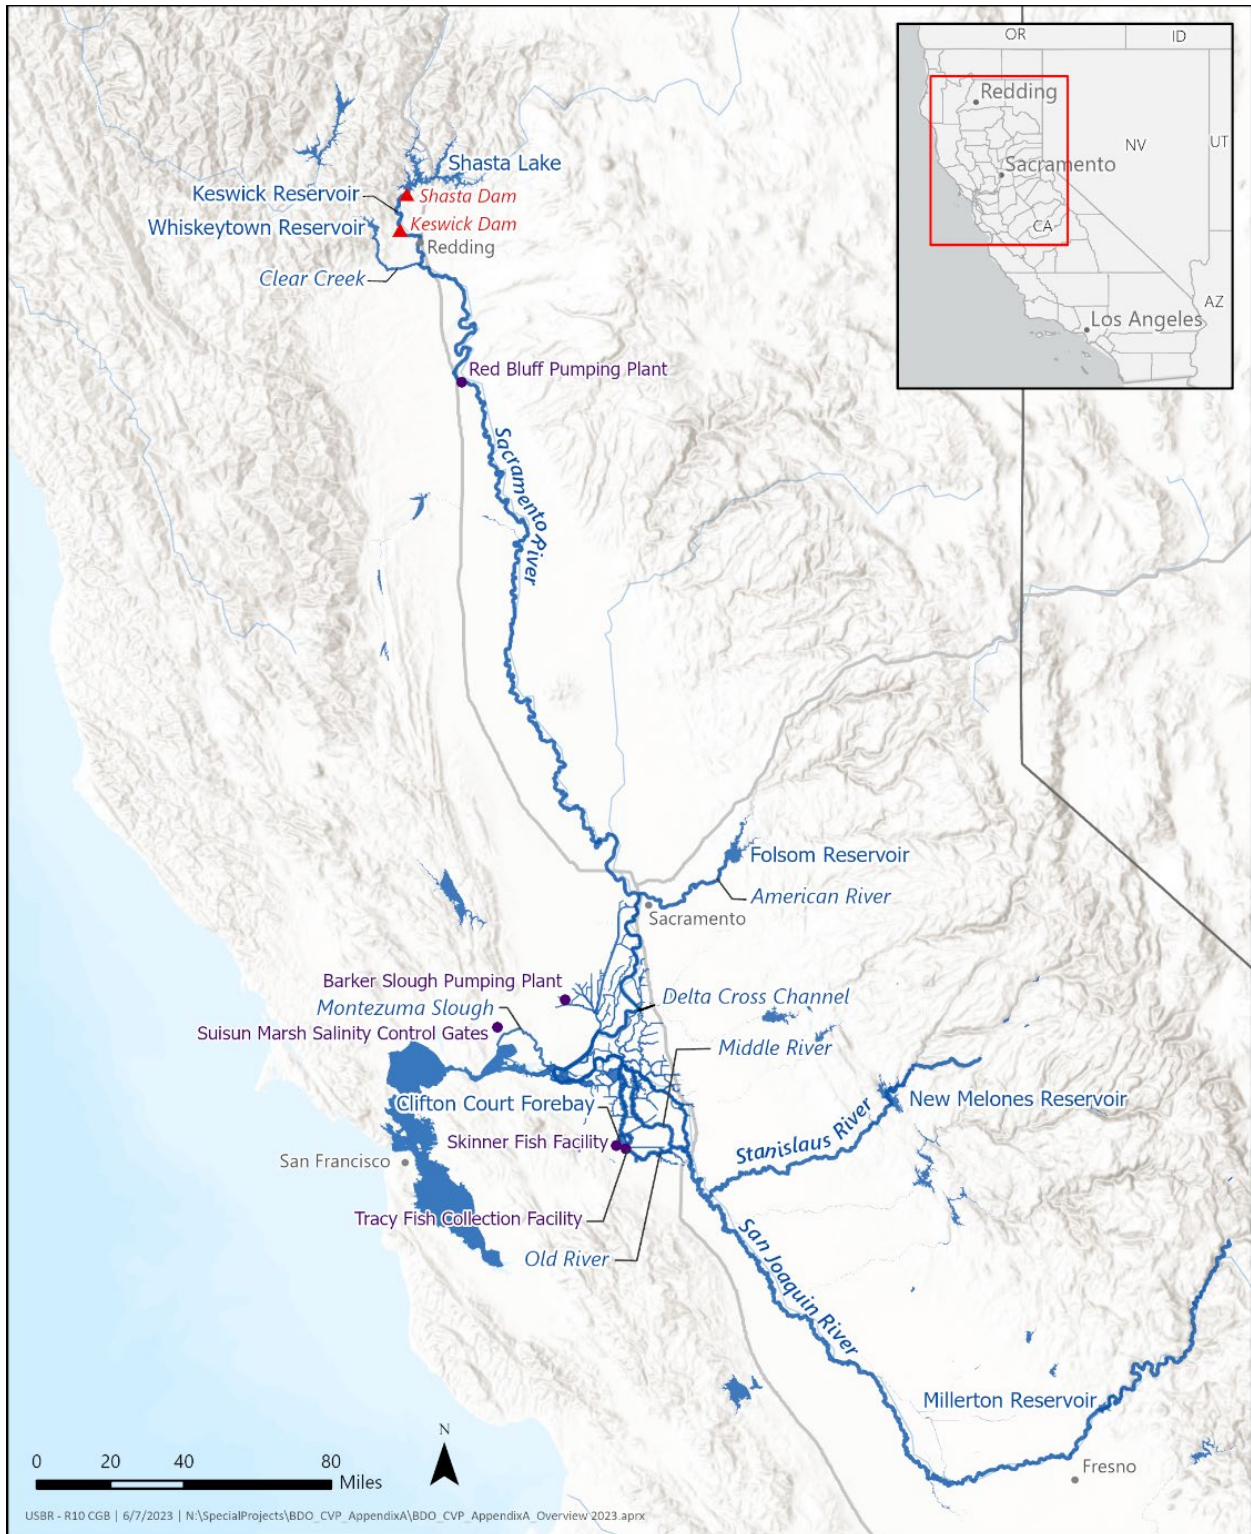 OR
ID
Redding
Sacramento
NV
UT
CA
AZ
Los Angeles
Shasta Lake
Keswick Reservoir
Shasta Dam
Whiskeytown Reservoir
Keswick Dam
Redding
Clear Creek
Red Bluff Pumping Plant
Sacramento River
Folsom Reservoir
American River
Sacramento
Barker Slough Pumping Plant
Delta Cross Channel
Montezuma Slough
Suisun Marsh Salinity Control Gates
Middle River
Clifton Court Forebay
New Melones Reservoir
Stanislaus River
Skinner Fish Facility
San Francisco
Tracy Fish Collection Facility
Old River
San Joaquin River
Millerton Reservoir
Fresno
N
0 20 40 80
Miles
USBR - R10 CGB | 6/7/2023 | N:\SpecialProjects\BDO_CVP_AppendixA\BDO_CVP_AppendixA_Overview 2023.aprx